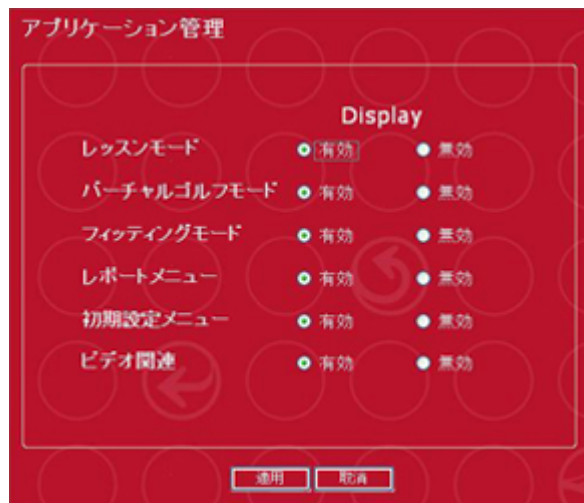 アプリケーション管理
Display
レッスンモード 有効 無効
バーチャルゴルフモード 有効 無効
フィッティングモード 有効 無効
レポートメニュー 有効 無効
初期設定メニュー 有効 無効
ビデオ関連 有効 無効
適用 取消